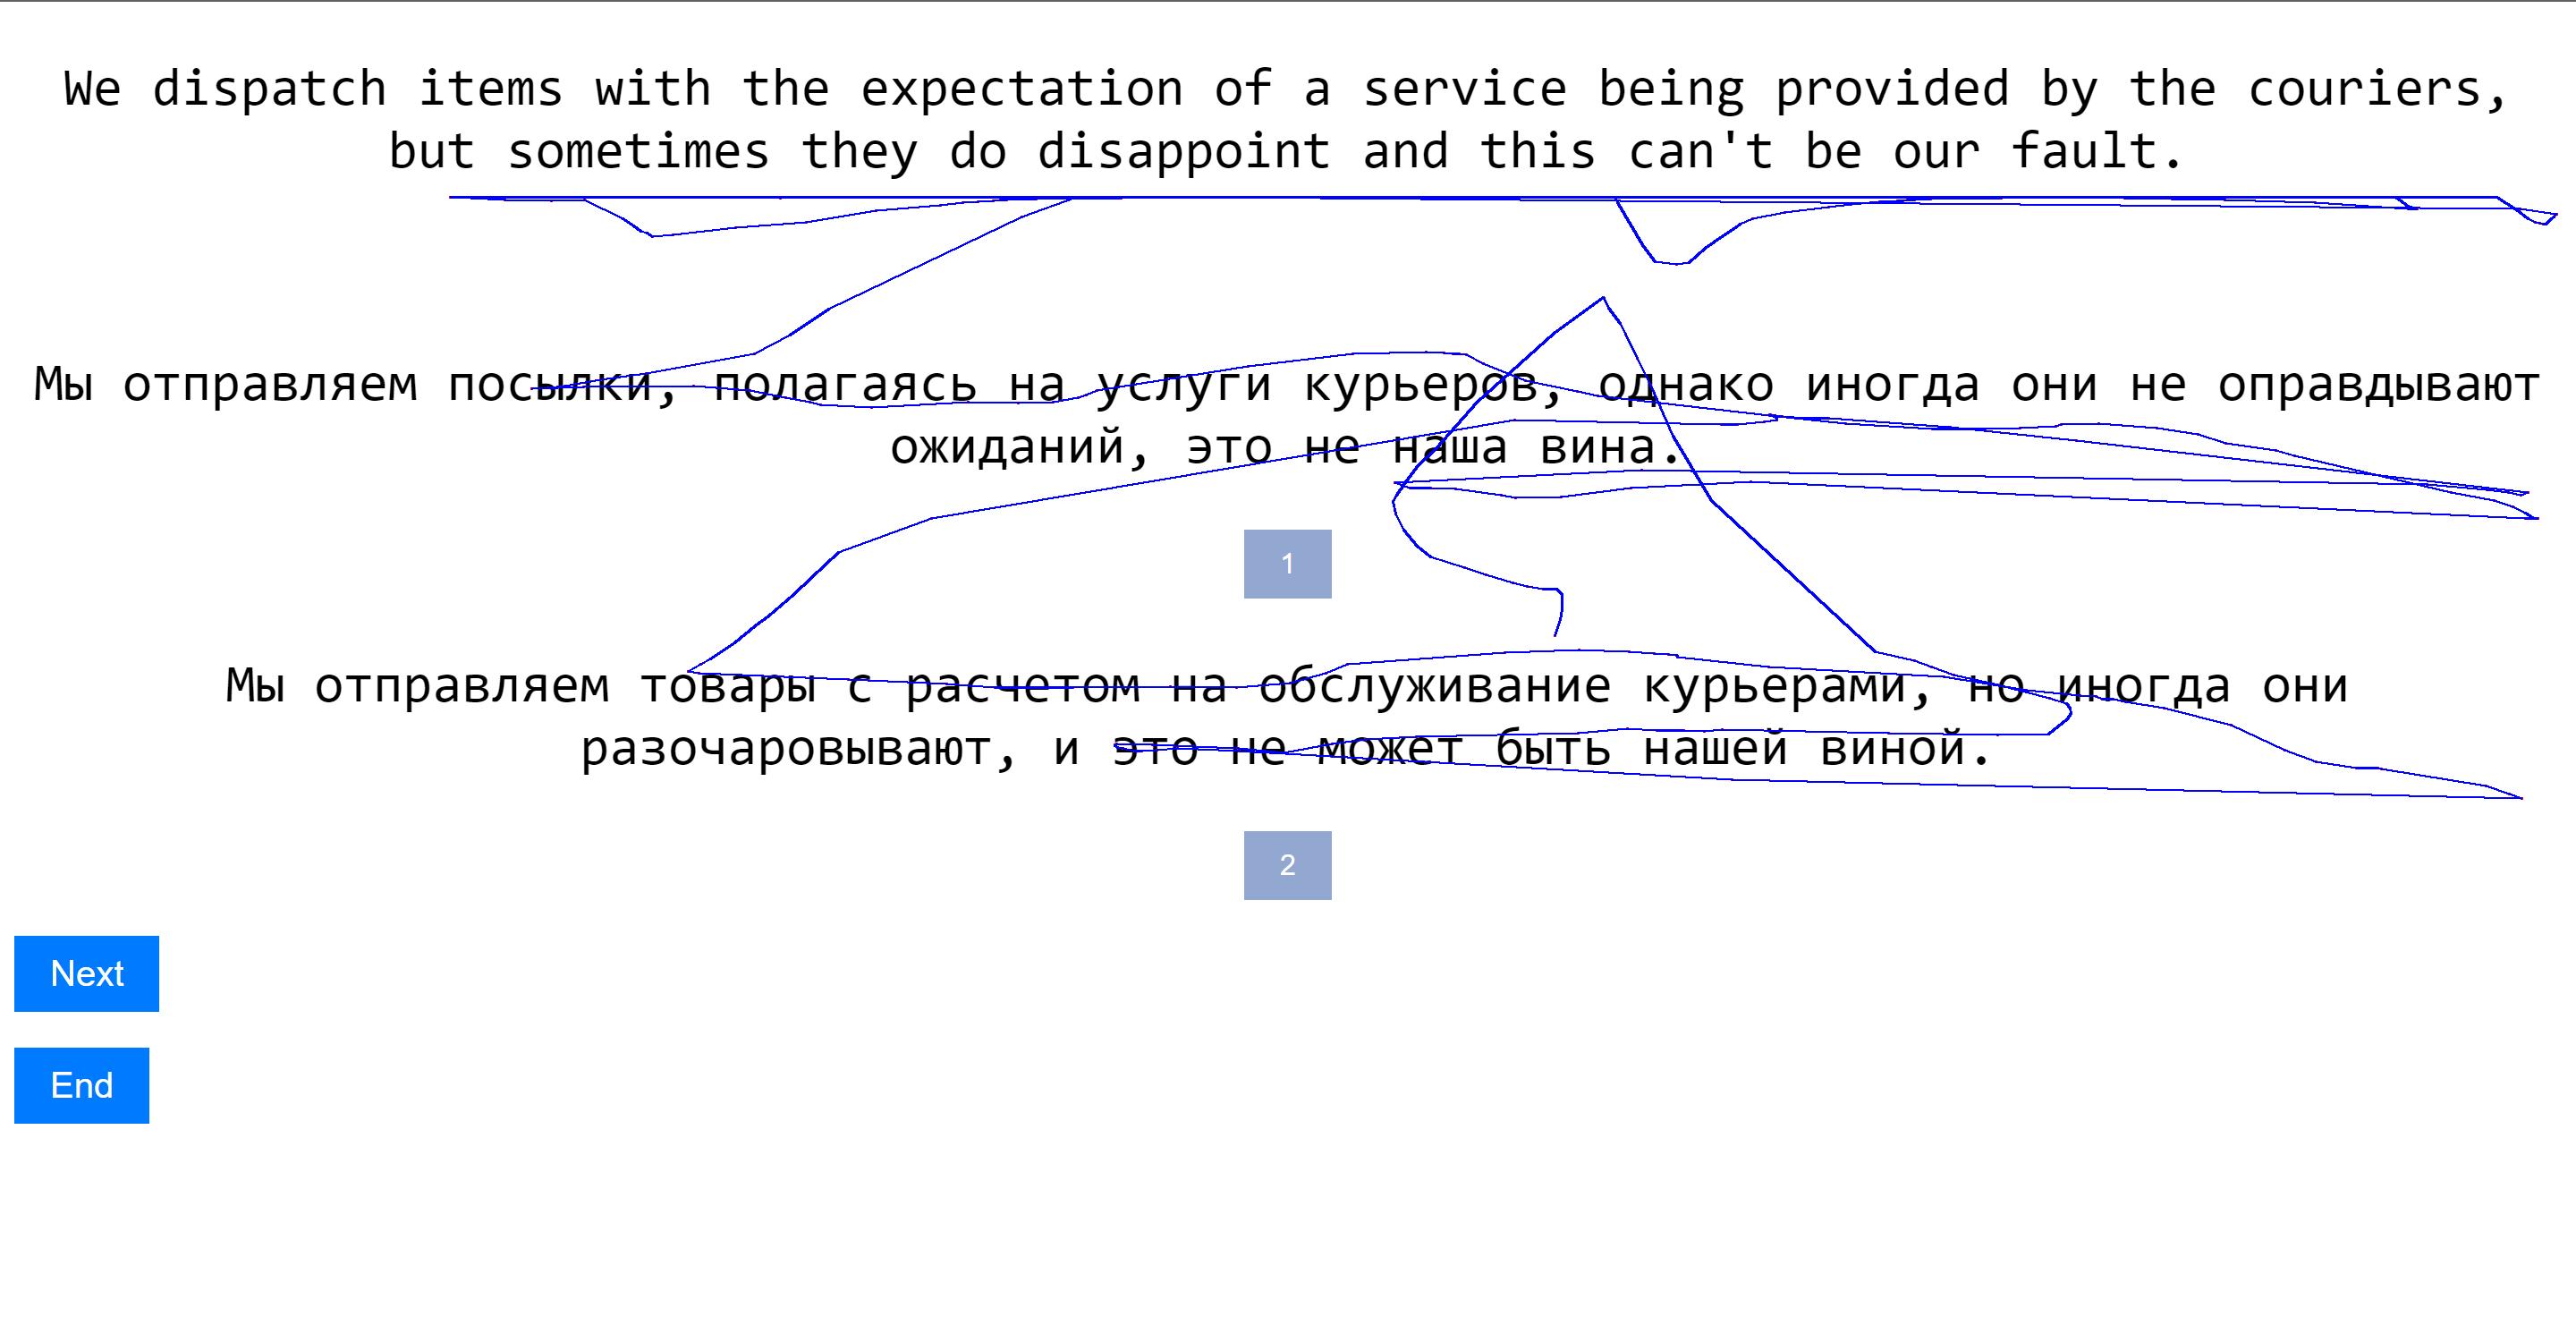 We dispatch items with the expectation of a service being provided by the couriers,
but sometimes they do disappoint and this can't be our fault.
Мы отправляем посылки, полагаясь на услуги курьеров, однако иногда они не оправдывают
ожиданий, это не наша вина.
1
Мы отправляем товары с расчетом на обслуживание курьерами, но иногда они
разочаровывают, и это не может быть нашей виной.
2
Next
End